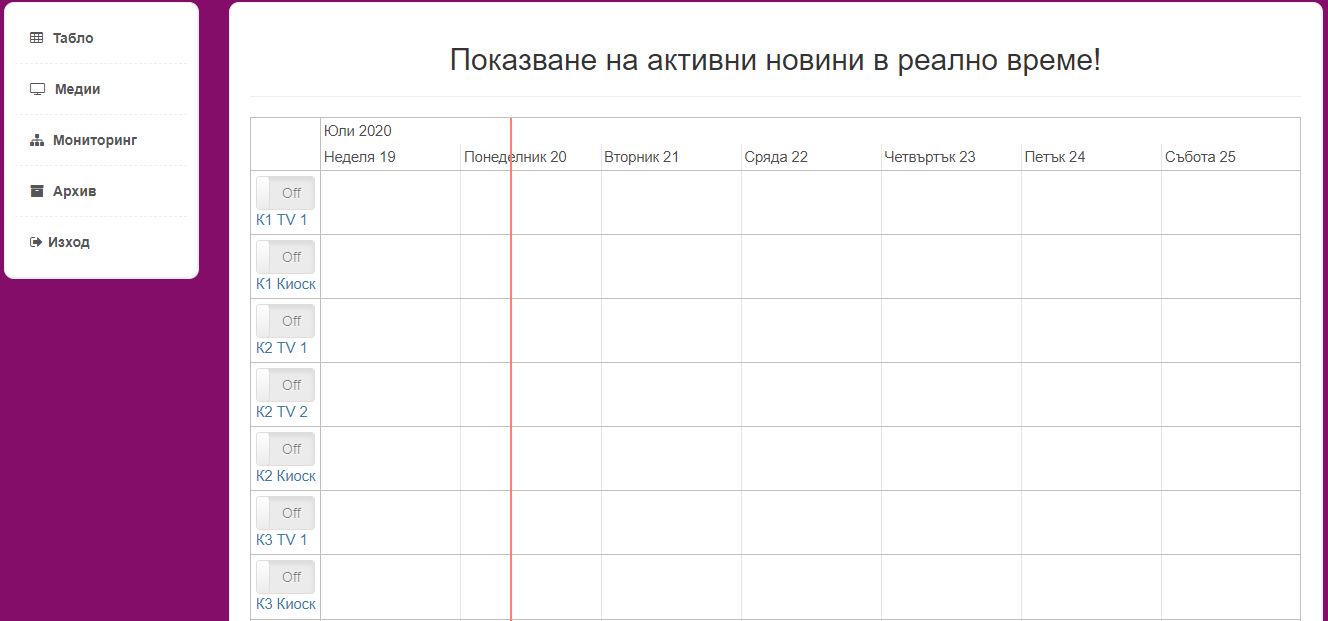 Табло
Медии
Мониторинг
Архив
Изход
Показване на активни новини в реално време!
Юли 2020
Неделя 19 Понеделник 20 Вторник 21 Сряда 22 Четвъртък 23 Петък 24 Събота 25
Off
К1 TV 1
Off
К1 Киоск
Off
К2 TV 1
Off
К2 TV 2
Off
К2 Киоск
Off
К3 TV 1
Off
К3 Киоск